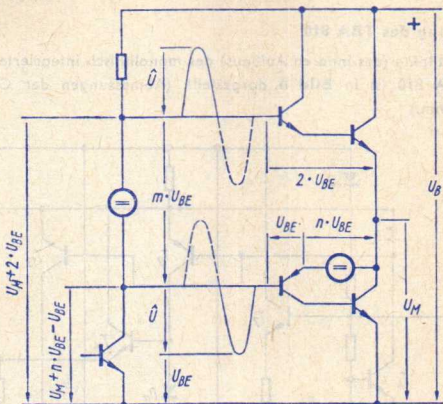 +
Û
2·U_BE
U_B
m·U_BE
=
U_M+2·U_BE
U_BE
n·U_BE
=
Û
U_M
U_M+n·U_BE−U_BE
U_BE